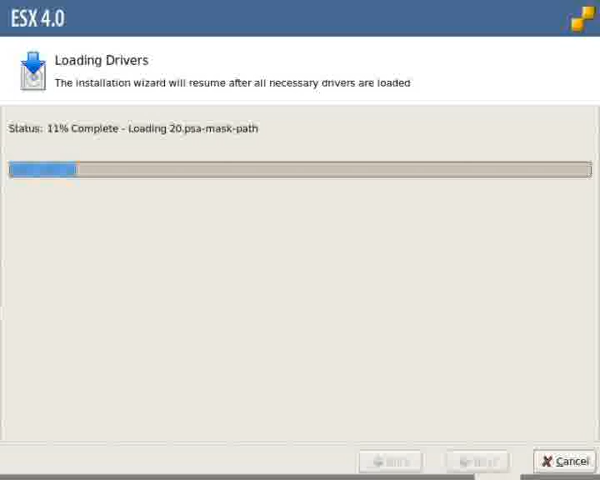 ESX 4.0
Loading Drivers
The installation wizard will resume after all necessary drivers are loaded
Status: 11% Complete - Loading 20.psa-mask-path
Cancel